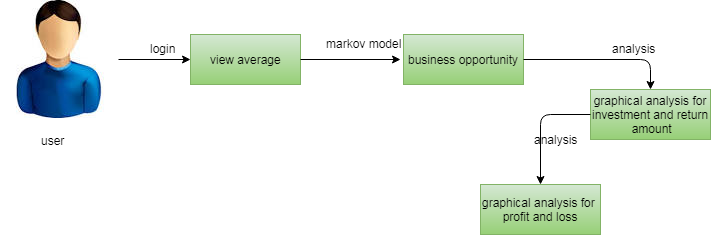 login
view average
markov model
business opportunity
analysis
graphical analysis for
investment and return
amount
analysis
graphical analysis for
profit and loss
user